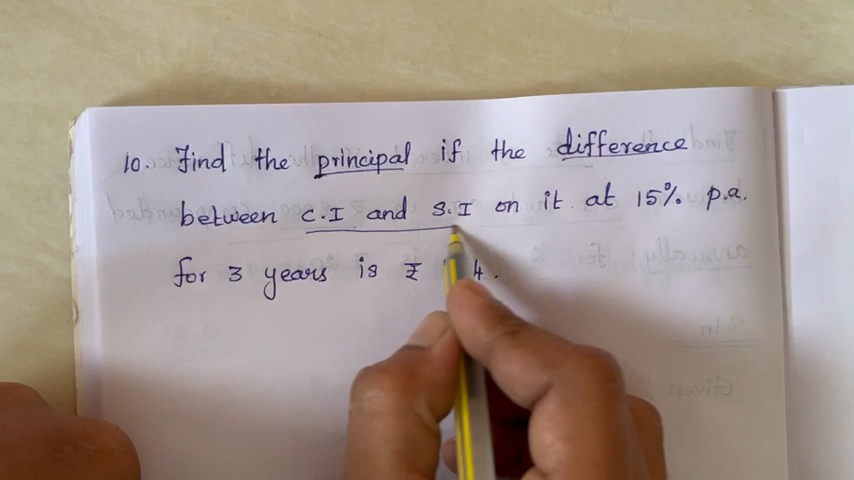 10. Find the principal if the difference
between C.I and S.I on it at 15% p.a.
for 3 years is ₹ 4.